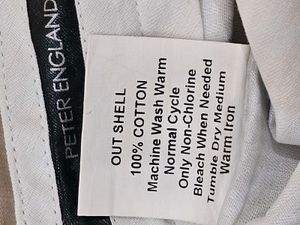 PETER ENGLAND
OUT SHELL
100% COTTON
Machine Wash Warm
Normal Cycle
Only Non-Chlorine
Bleach When Needed
Tumble Dry Medium
Warm Iron